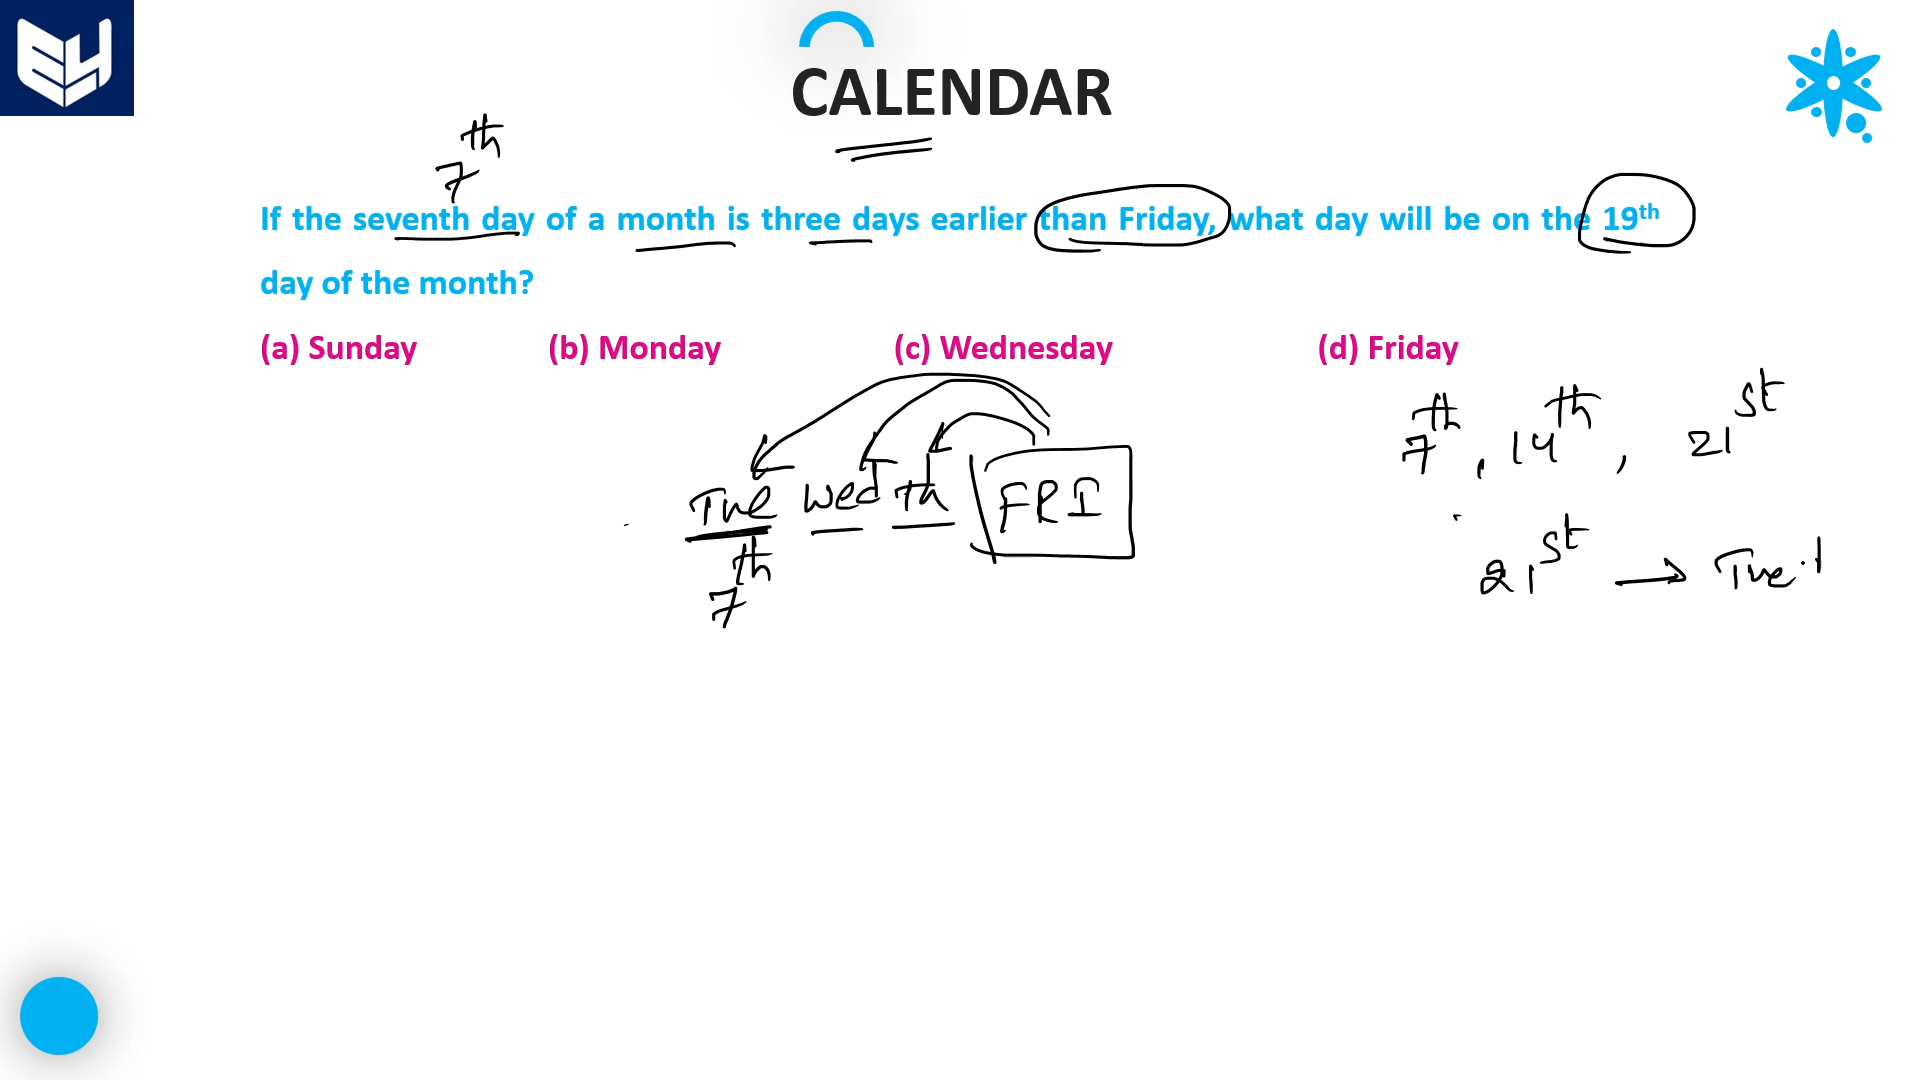 CALENDAR
7th
If the seventh day of a month is three days earlier than Friday, what day will be on the 19th
day of the month?
(a) Sunday (b) Monday (c) Wednesday (d) Friday
7th, 14th, 21st
Tue Wed Th FRI
7th
21st → Tue.